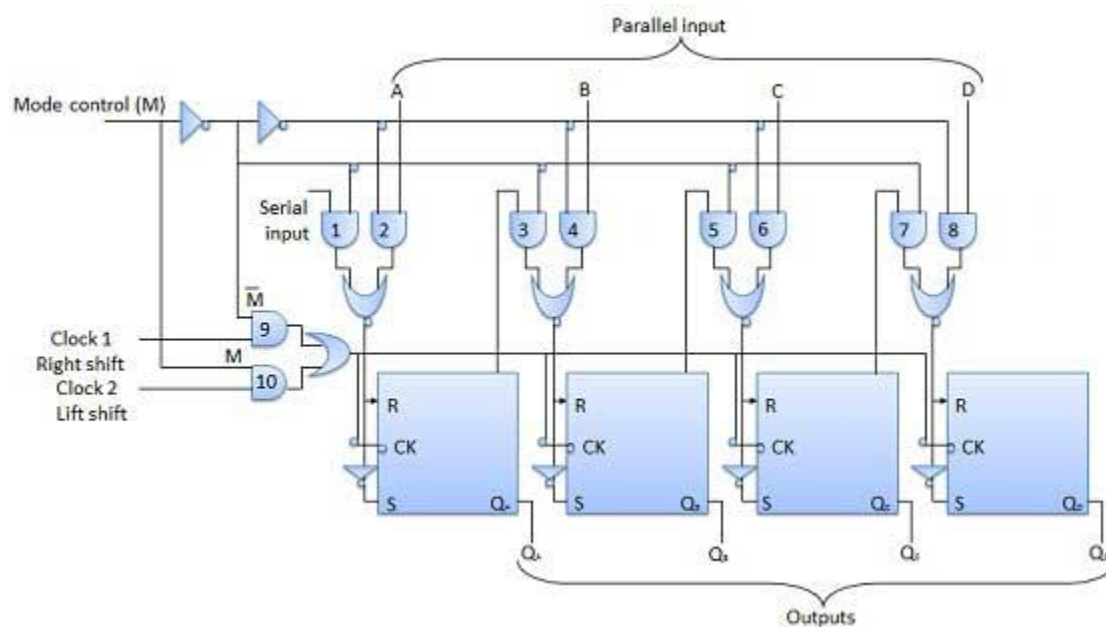 Parallel input
A
B
C
D
Mode control (M)
Serial input
1
2
3
4
5
6
7
8
M̅
9
Clock 1
Right shift
M
10
Clock 2
Lift shift
R
R
R
R
CK
CK
CK
CK
S
Qₐ
S
S
S
Q
Outputs